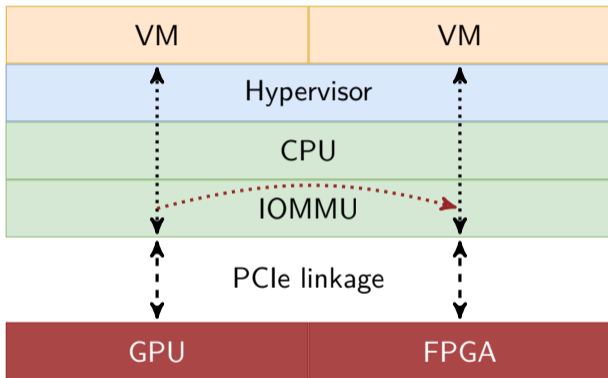 VM VM
Hypervisor
CPU
IOMMU
PCIe linkage
GPU FPGA